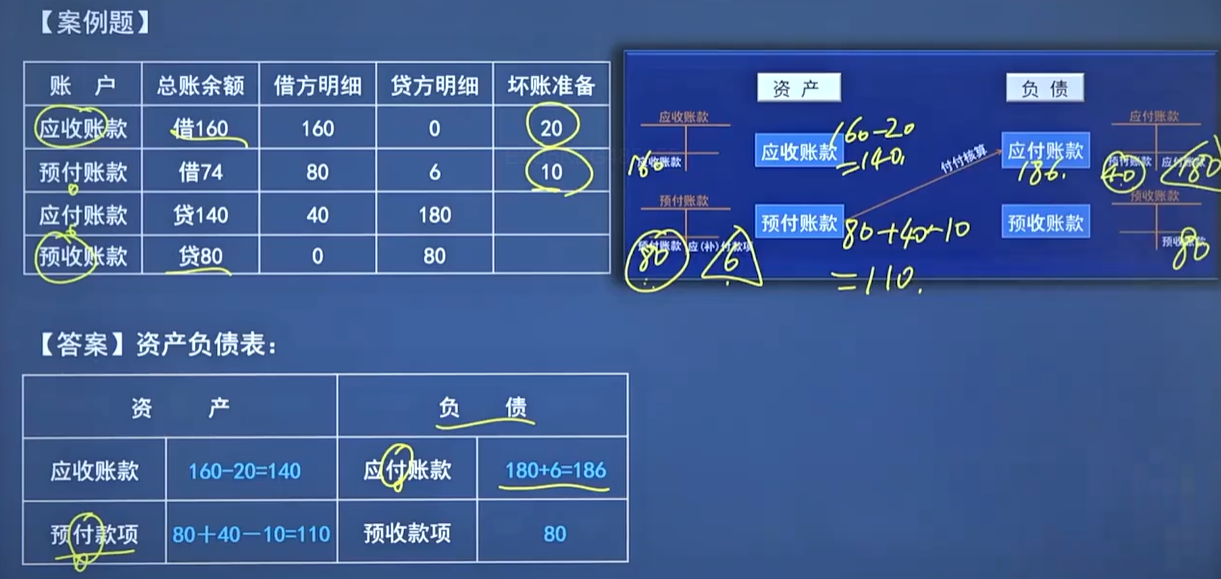 【案例题】
账 户 总账余额 借方明细 贷方明细 坏账准备
应收账款 借160 160 0 20
预付账款 借74 80 6 10
应付账款 贷140 40 180
预收账款 贷80 0 80
资 产 负 债
应收账款 应付账款
应收账款 160-20 应付账款
应收账款 160 =140. 付付核算 186. 预付账款 40 应付账款 180
预付账款 预收账款
预付账款 80+40-10 预收账款
预付账款 应(补)付款项 预收账款
80 6 =110. 80
【答案】资产负债表：
资 产 负 债
应收账款 160-20=140 应付账款 180+6=186
预付款项 80+40-10=110 预收款项 80